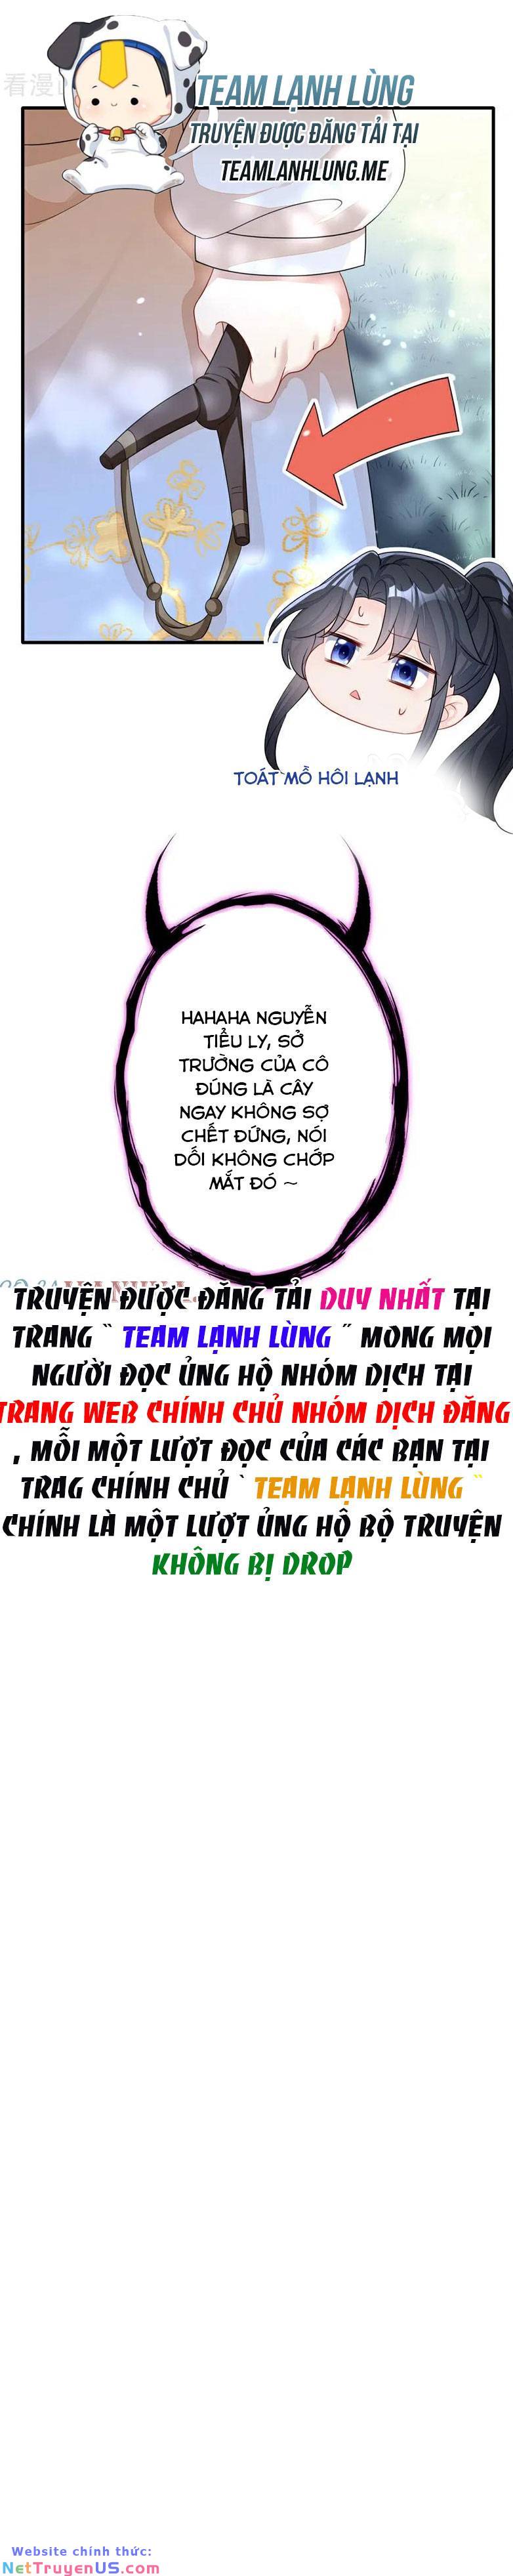 看漫
TEAM LẠNH LÙNG
TRUYỆN ĐƯỢC ĐĂNG TẢI TẠI
TEAMLANHLUNG.ME
TOÁT MỒ HÔI LẠNH
HAHAHA NGUYỄN
TIỂU LY, SỞ
TRƯỜNG CỦA CÔ
ĐÚNG LÀ CÂY
NGAY KHÔNG SỢ
CHẾT ĐỨNG, NÓI
DỐI KHÔNG CHỚP
MẮT ĐÓ ~
TRUYỆN ĐƯỢC ĐĂNG TẢI DUY NHẤT TẠI
TRANG `` TEAM LẠNH LÙNG ˝ MONG MỌI
NGƯỜI ĐỌC ỦNG HỘ NHÓM DỊCH TẠI
TRANG WEB CHÍNH CHỦ NHÓM DỊCH ĐĂNG
, MỖI MỘT LƯỢT ĐỌC CỦA CÁC BẠN TẠI
TRAG CHÍNH CHỦ ` TEAM LẠNH LÙNG ``
CHÍNH LÀ MỘT LƯỢT ỦNG HỘ BỘ TRUYỆN
KHÔNG BỊ DROP
Website chính thức:
NetTruyenUS.com